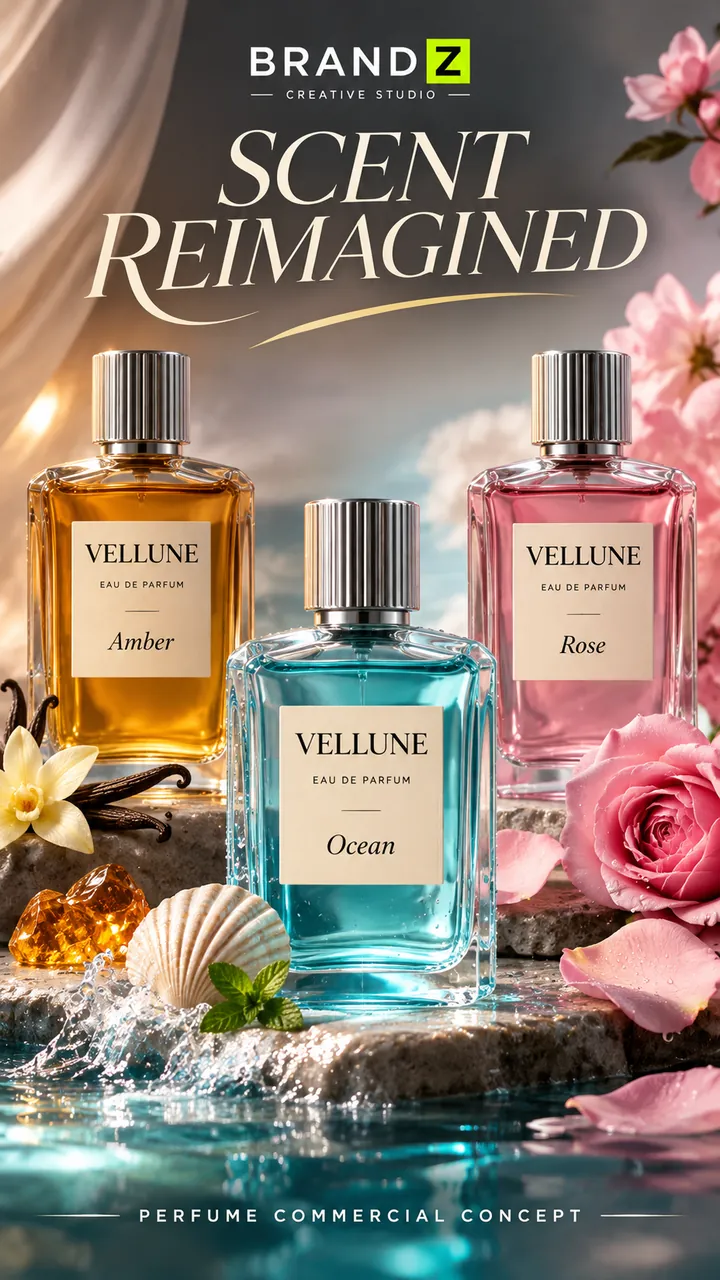 BRANDZ
CREATIVE STUDIO
SCENT
REIMAGINED
VELLUNE
EAU DE PARFUM
Amber
VELLUNE
EAU DE PARFUM
Rose
VELLUNE
EAU DE PARFUM
Ocean
PERFUME COMMERCIAL CONCEPT